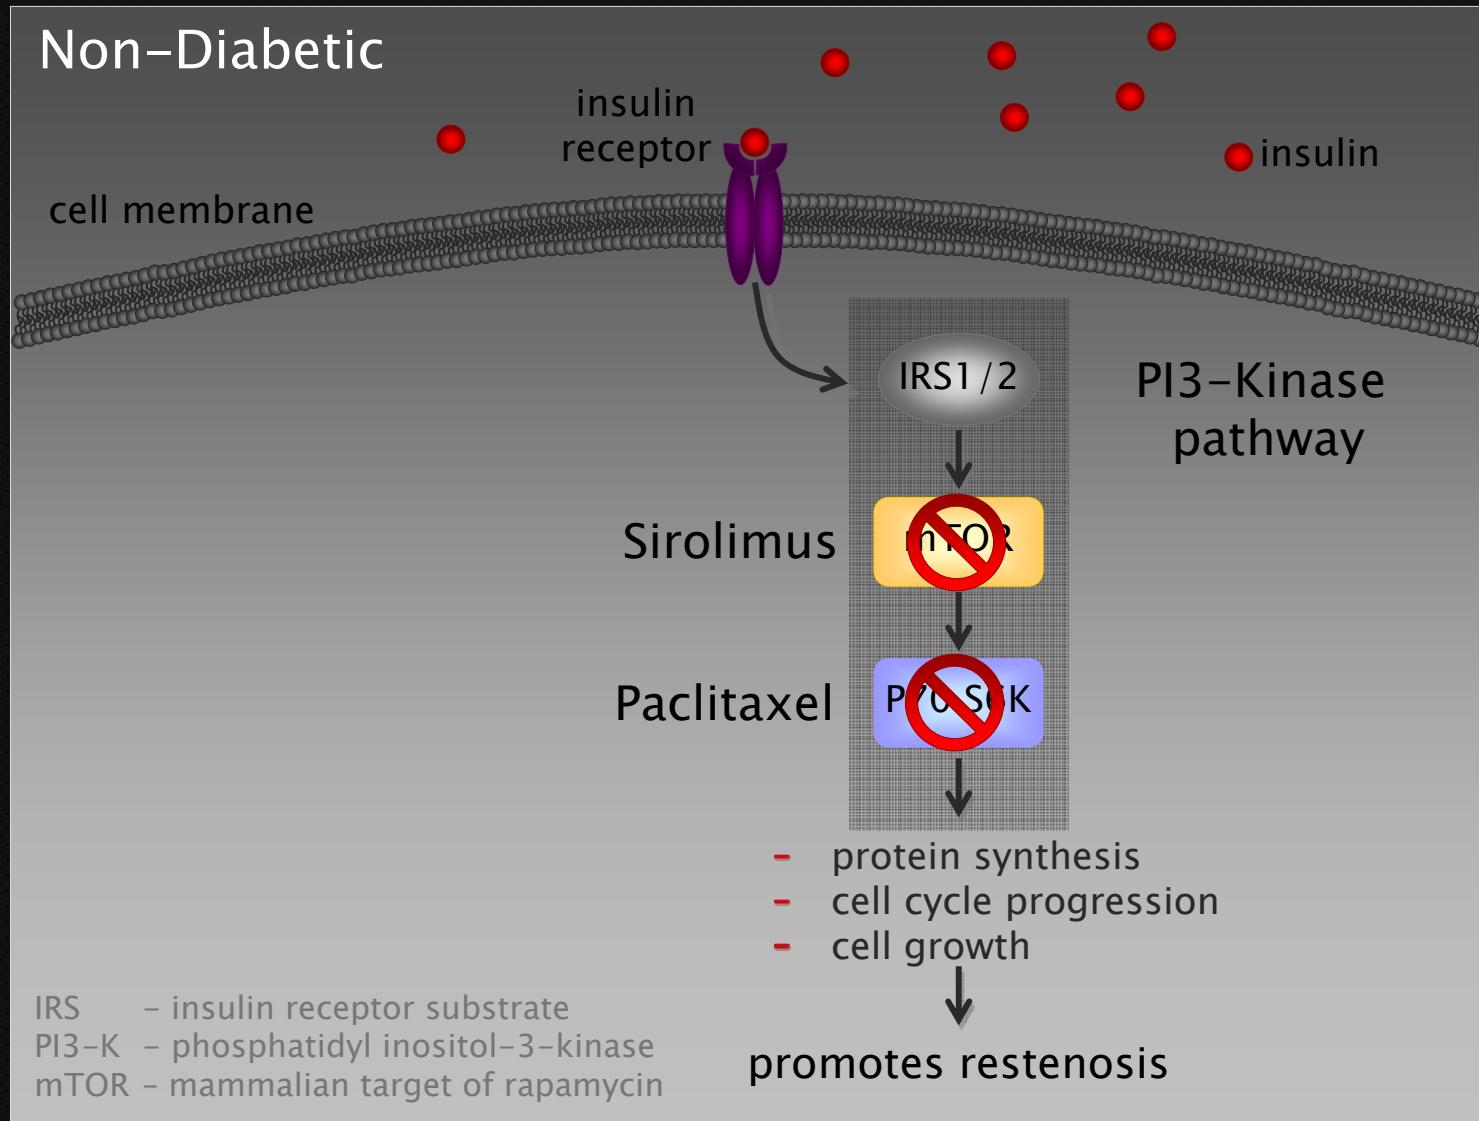 Non-Diabetic
insulin
receptor
insulin
cell membrane
IRS1/2
PI3-Kinase
pathway
Sirolimus
mTOR
Paclitaxel
P70 S6K
- protein synthesis
- cell cycle progression
- cell growth
IRS - insulin receptor substrate
PI3-K - phosphatidyl inositol-3-kinase
mTOR - mammalian target of rapamycin
promotes restenosis